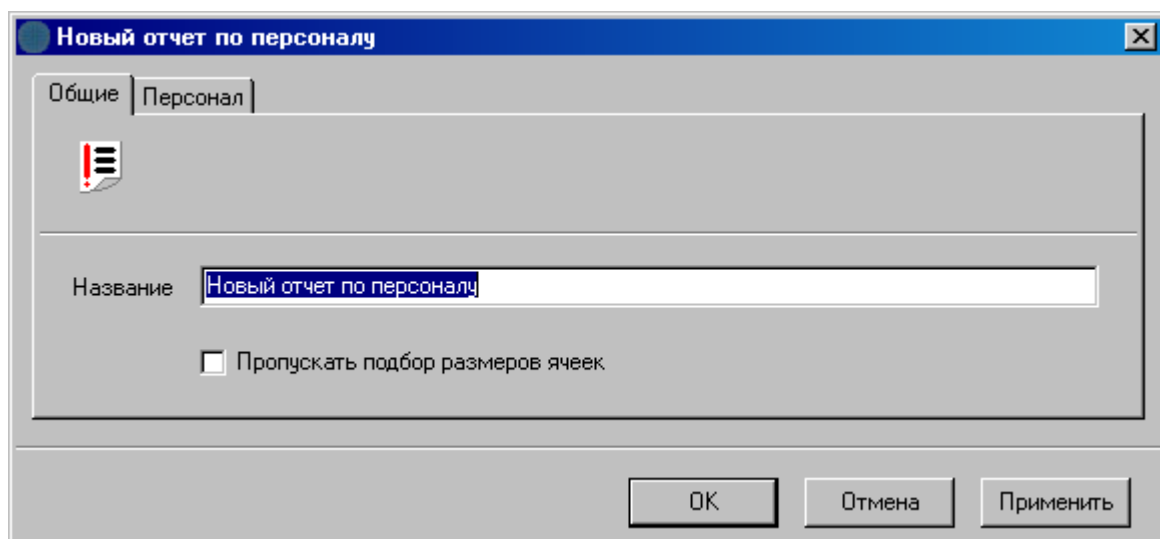 Новый отчет по персоналу
Общие Персонал
Название Новый отчет по персоналу
Пропускать подбор размеров ячеек
OK Отмена Применить